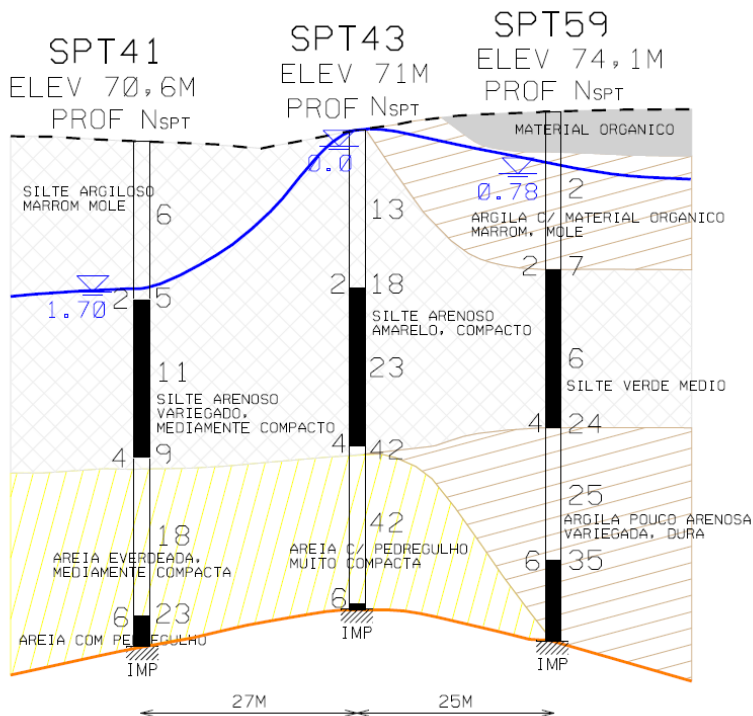 SPT41
ELEV 70,6M
PROF NSPT
SPT43
ELEV 71M
PROF NSPT
SPT59
ELEV 74,1M
PROF NSPT
MATERIAL ORGANICO
0.0
0.78
2
SILTE ARGILOSO
MARROM MOLE
6
13
ARGILA C/ MATERIAL ORGANICO
MARROM, MOLE
2 7
2 18
1.70
2 5
SILTE ARENOSO
AMARELO, COMPACTO
11
23
6
SILTE VERDE MEDIO
SILTE ARENOSO
VARIEGADO,
MEDIAMENTE COMPACTO
4 9
4 42
4 24
18
42
25
ARGILA POUCO ARENOSA
VARIEGADA, DURA
AREIA EVERDEADA,
MEDIAMENTE COMPACTA
AREIA C/ PEDREGULHO
MUITO COMPACTA
6 35
6
6 23
AREIA COM PEDREGULHO
IMP
IMP
IMP
27M
25M